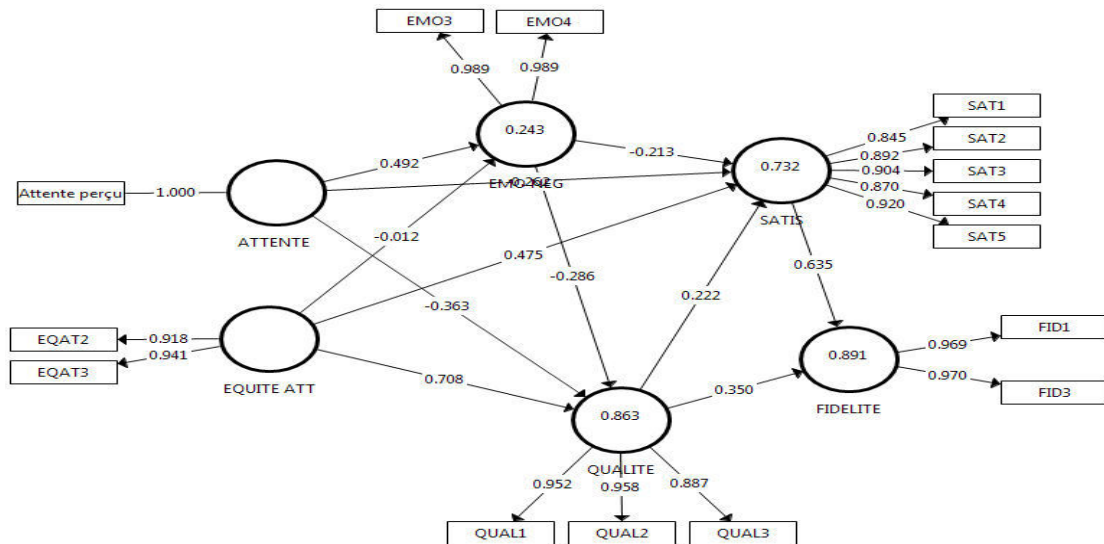 EMO3
EMO4
0.989
0.989
0.243
EMO NEG
0.492
-0.213
-0.262
Attente perçu
1.000
ATTENTE
-0.012
0.475
-0.363
-0.286
0.732
SATIS
0.845
0.892
0.904
0.870
0.920
SAT1
SAT2
SAT3
SAT4
SAT5
0.635
0.222
EQAT2
0.918
EQAT3
0.941
EQUITE ATT
0.708
0.863
QUALITE
0.350
0.891
FIDELITE
0.969
FID1
0.970
FID3
0.952
0.958
0.887
QUAL1
QUAL2
QUAL3